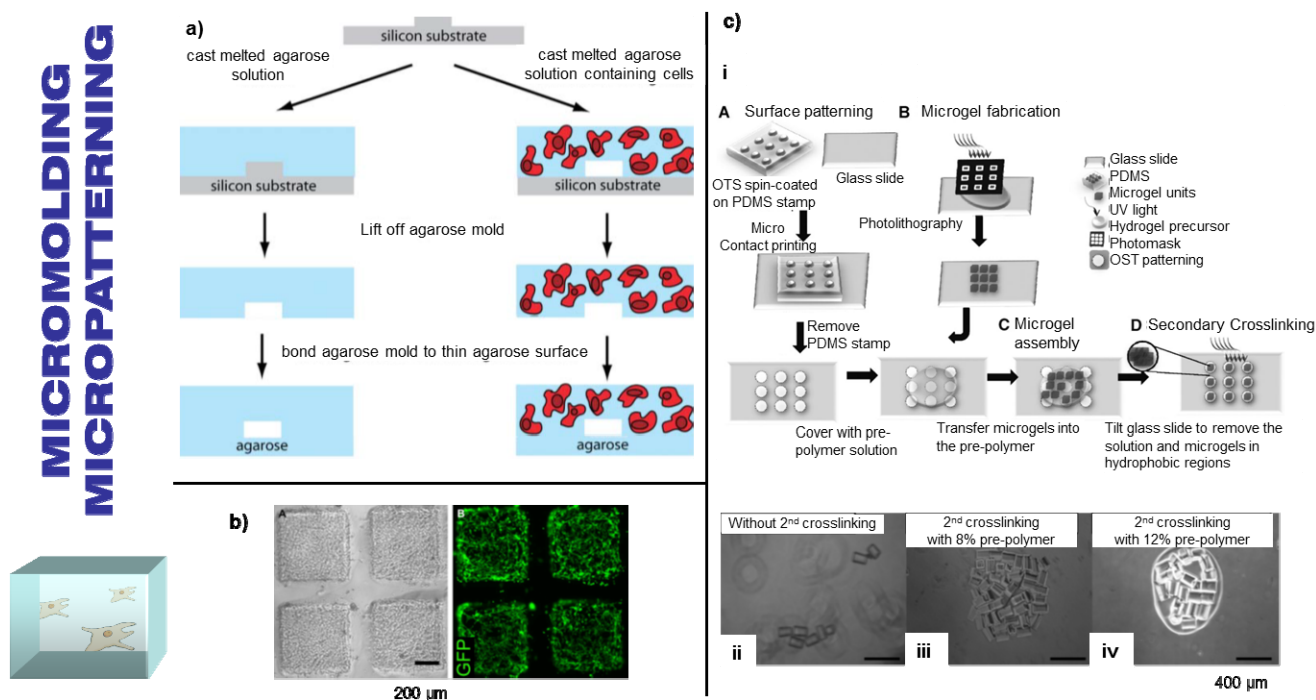 MICROMOLDING
MICROPATTERNING
a)
silicon substrate
cast melted agarose
solution
cast melted agarose
solution containing cells
silicon substrate
silicon substrate
Lift off agarose mold
bond agarose mold to thin agarose surface
agarose
agarose
b)
A
B
GFP
200 µm
c)
i
A Surface patterning
B Microgel fabrication
OTS spin-coated
on PDMS stamp
Glass slide
Micro
Contact printing
Photolithography
Glass slide
PDMS
Microgel units
UV light
Hydrogel precursor
Photomask
OST patterning
Remove
PDMS stamp
C Microgel
assembly
D Secondary Crosslinking
Cover with pre-
polymer solution
Transfer microgels into
the pre-polymer
Tilt glass slide to remove the
solution and microgels in
hydrophobic regions
Without 2nd crosslinking
2nd crosslinking
with 8% pre-polymer
2nd crosslinking
with 12% pre-polymer
ii
iii
iv
400 µm